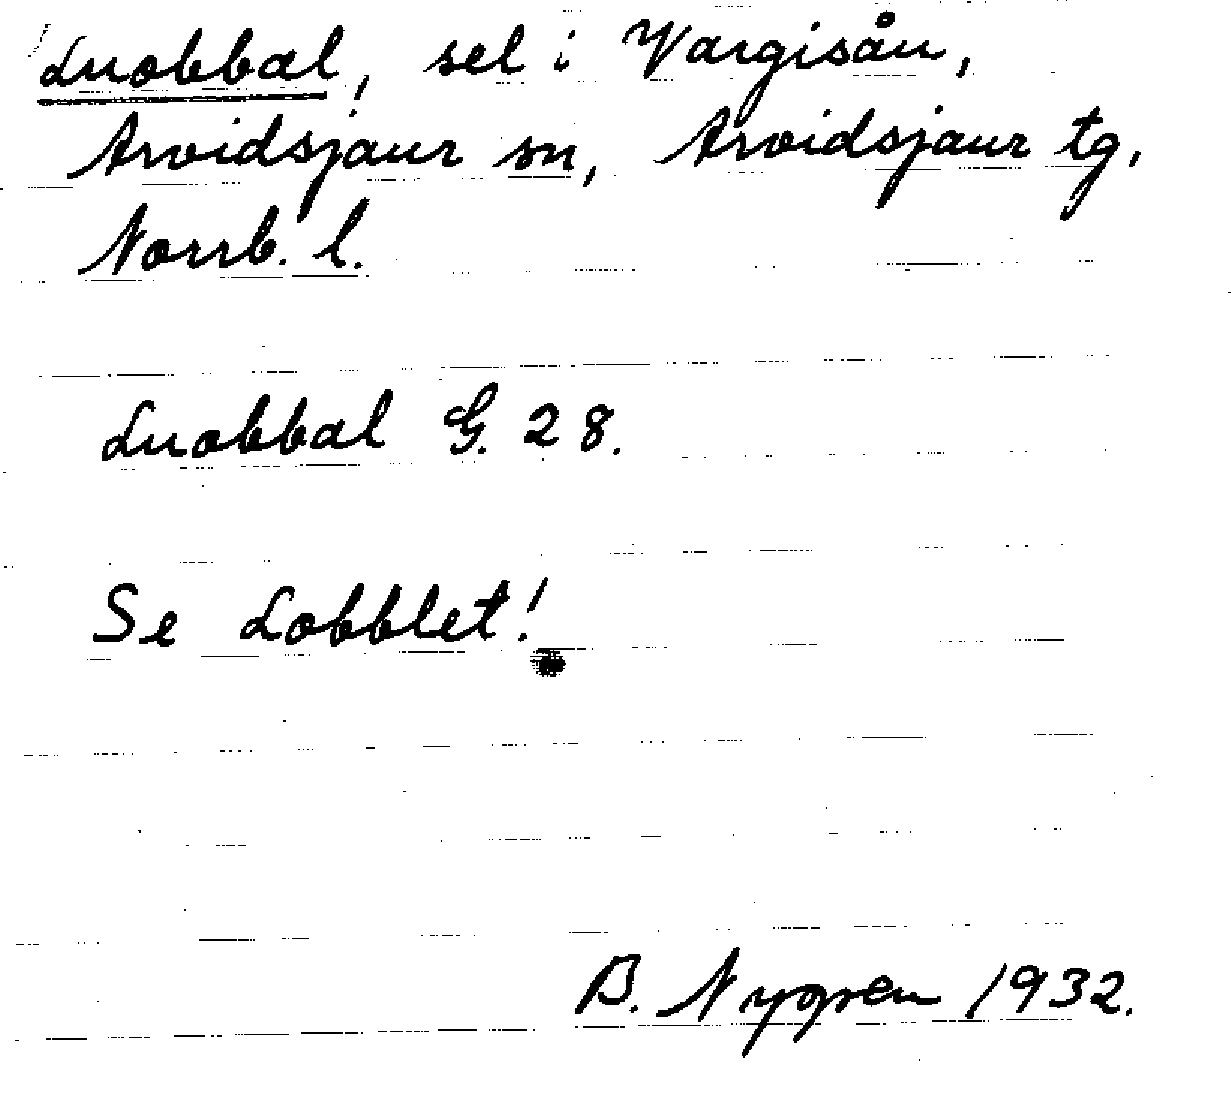 Luobbal, sel i Vargisån,
Arvidsjaur sn, Arvidsjaur tg,
Norrb. l.
Luobbal G. 28.
Se Lobblet!
B. Nygren 1932.